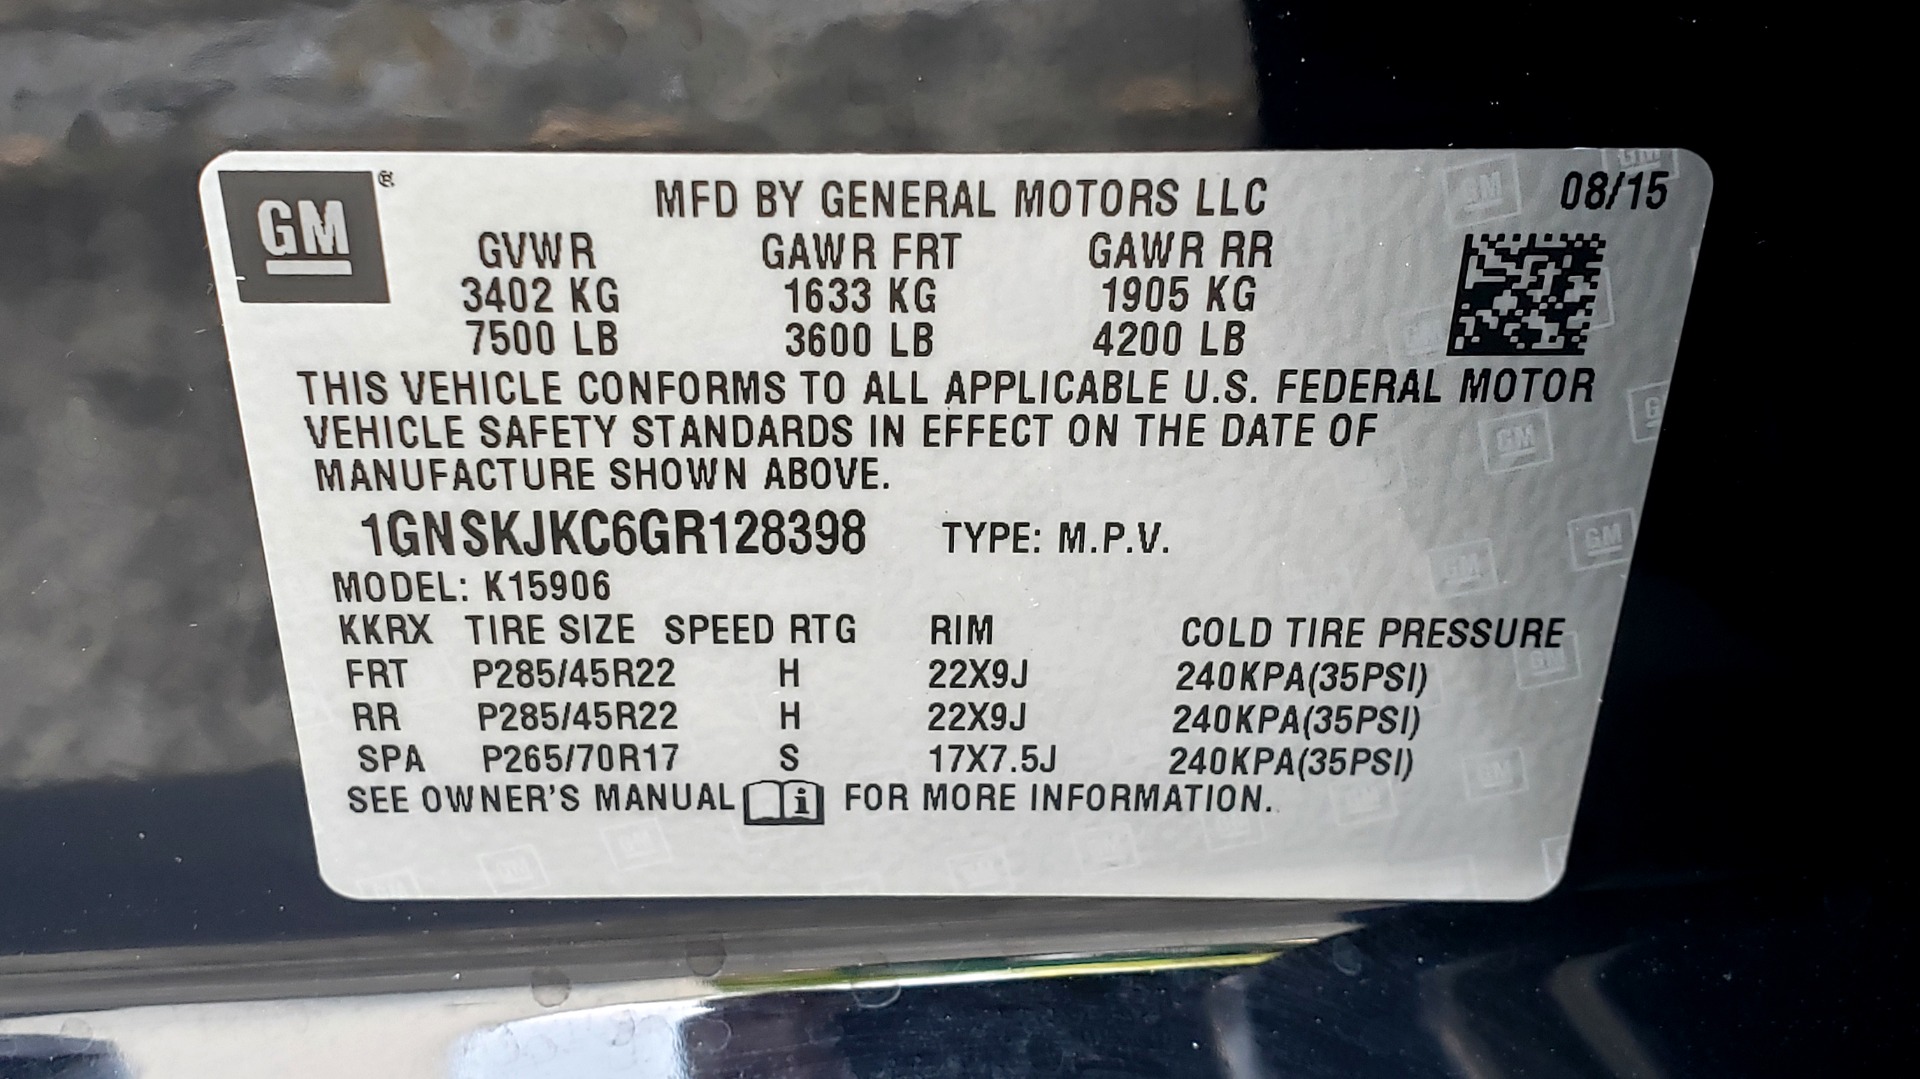 GM ® MFD BY GENERAL MOTORS LLC 08/15
GVWR GAWR FRT GAWR RR
3402 KG 1633 KG 1905 KG
7500 LB 3600 LB 4200 LB
THIS VEHICLE CONFORMS TO ALL APPLICABLE U.S. FEDERAL MOTOR
VEHICLE SAFETY STANDARDS IN EFFECT ON THE DATE OF
MANUFACTURE SHOWN ABOVE.
1GNSKJKC6GR128398 TYPE: M.P.V.
MODEL: K15906
KKRX TIRE SIZE SPEED RTG RIM COLD TIRE PRESSURE
FRT P285/45R22 H 22X9J 240KPA(35PSI)
RR P285/45R22 H 22X9J 240KPA(35PSI)
SPA P265/70R17 S 17X7.5J 240KPA(35PSI)
SEE OWNER'S MANUAL i FOR MORE INFORMATION.